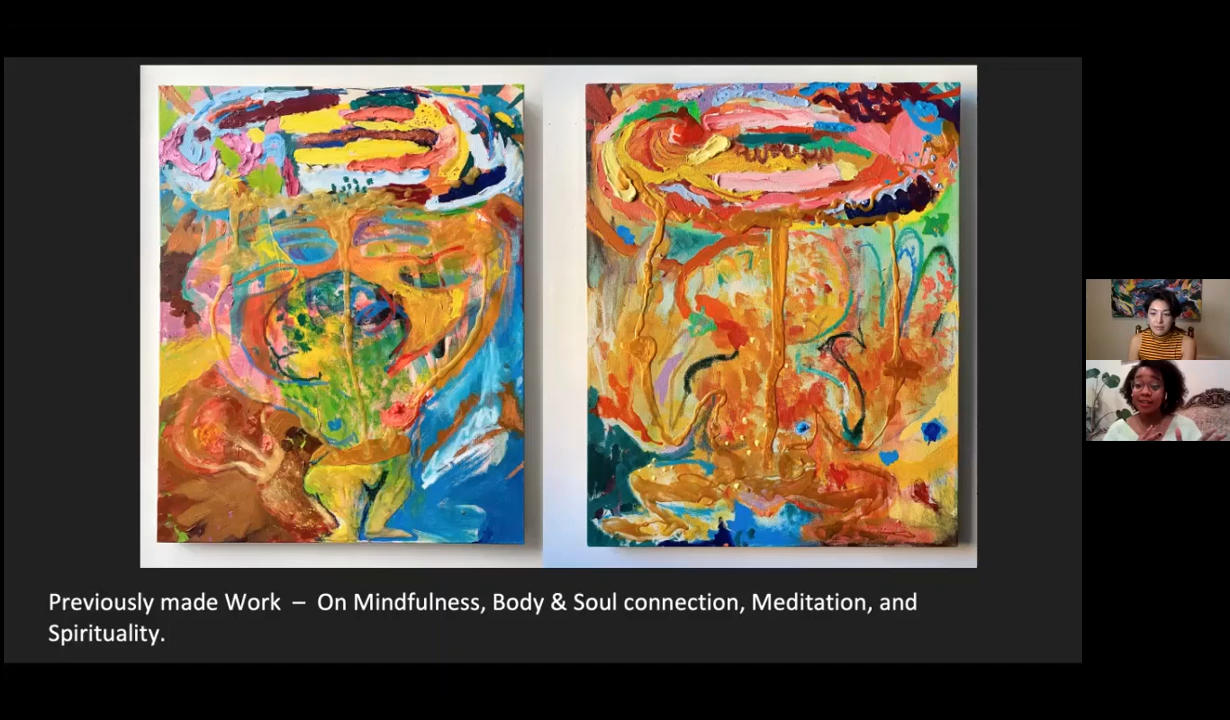 Previously made Work – On Mindfulness, Body & Soul connection, Meditation, and
Spirituality.